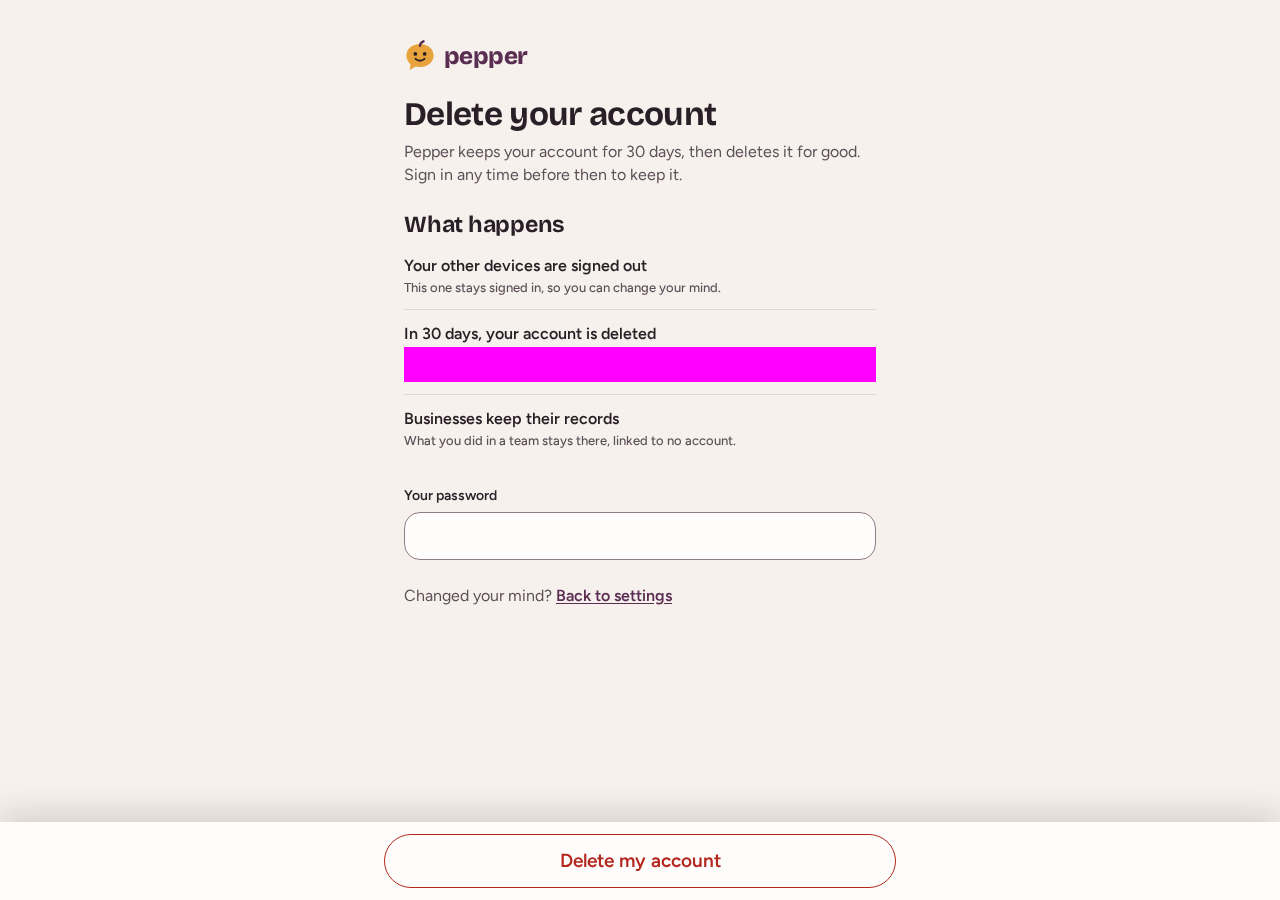 pepper
Delete your account
Pepper keeps your account for 30 days, then deletes it for good.
Sign in any time before then to keep it.
What happens
Your other devices are signed out
This one stays signed in, so you can change your mind.
In 30 days, your account is deleted
Businesses keep their records
What you did in a team stays there, linked to no account.
Your password
Changed your mind? Back to settings
Delete my account